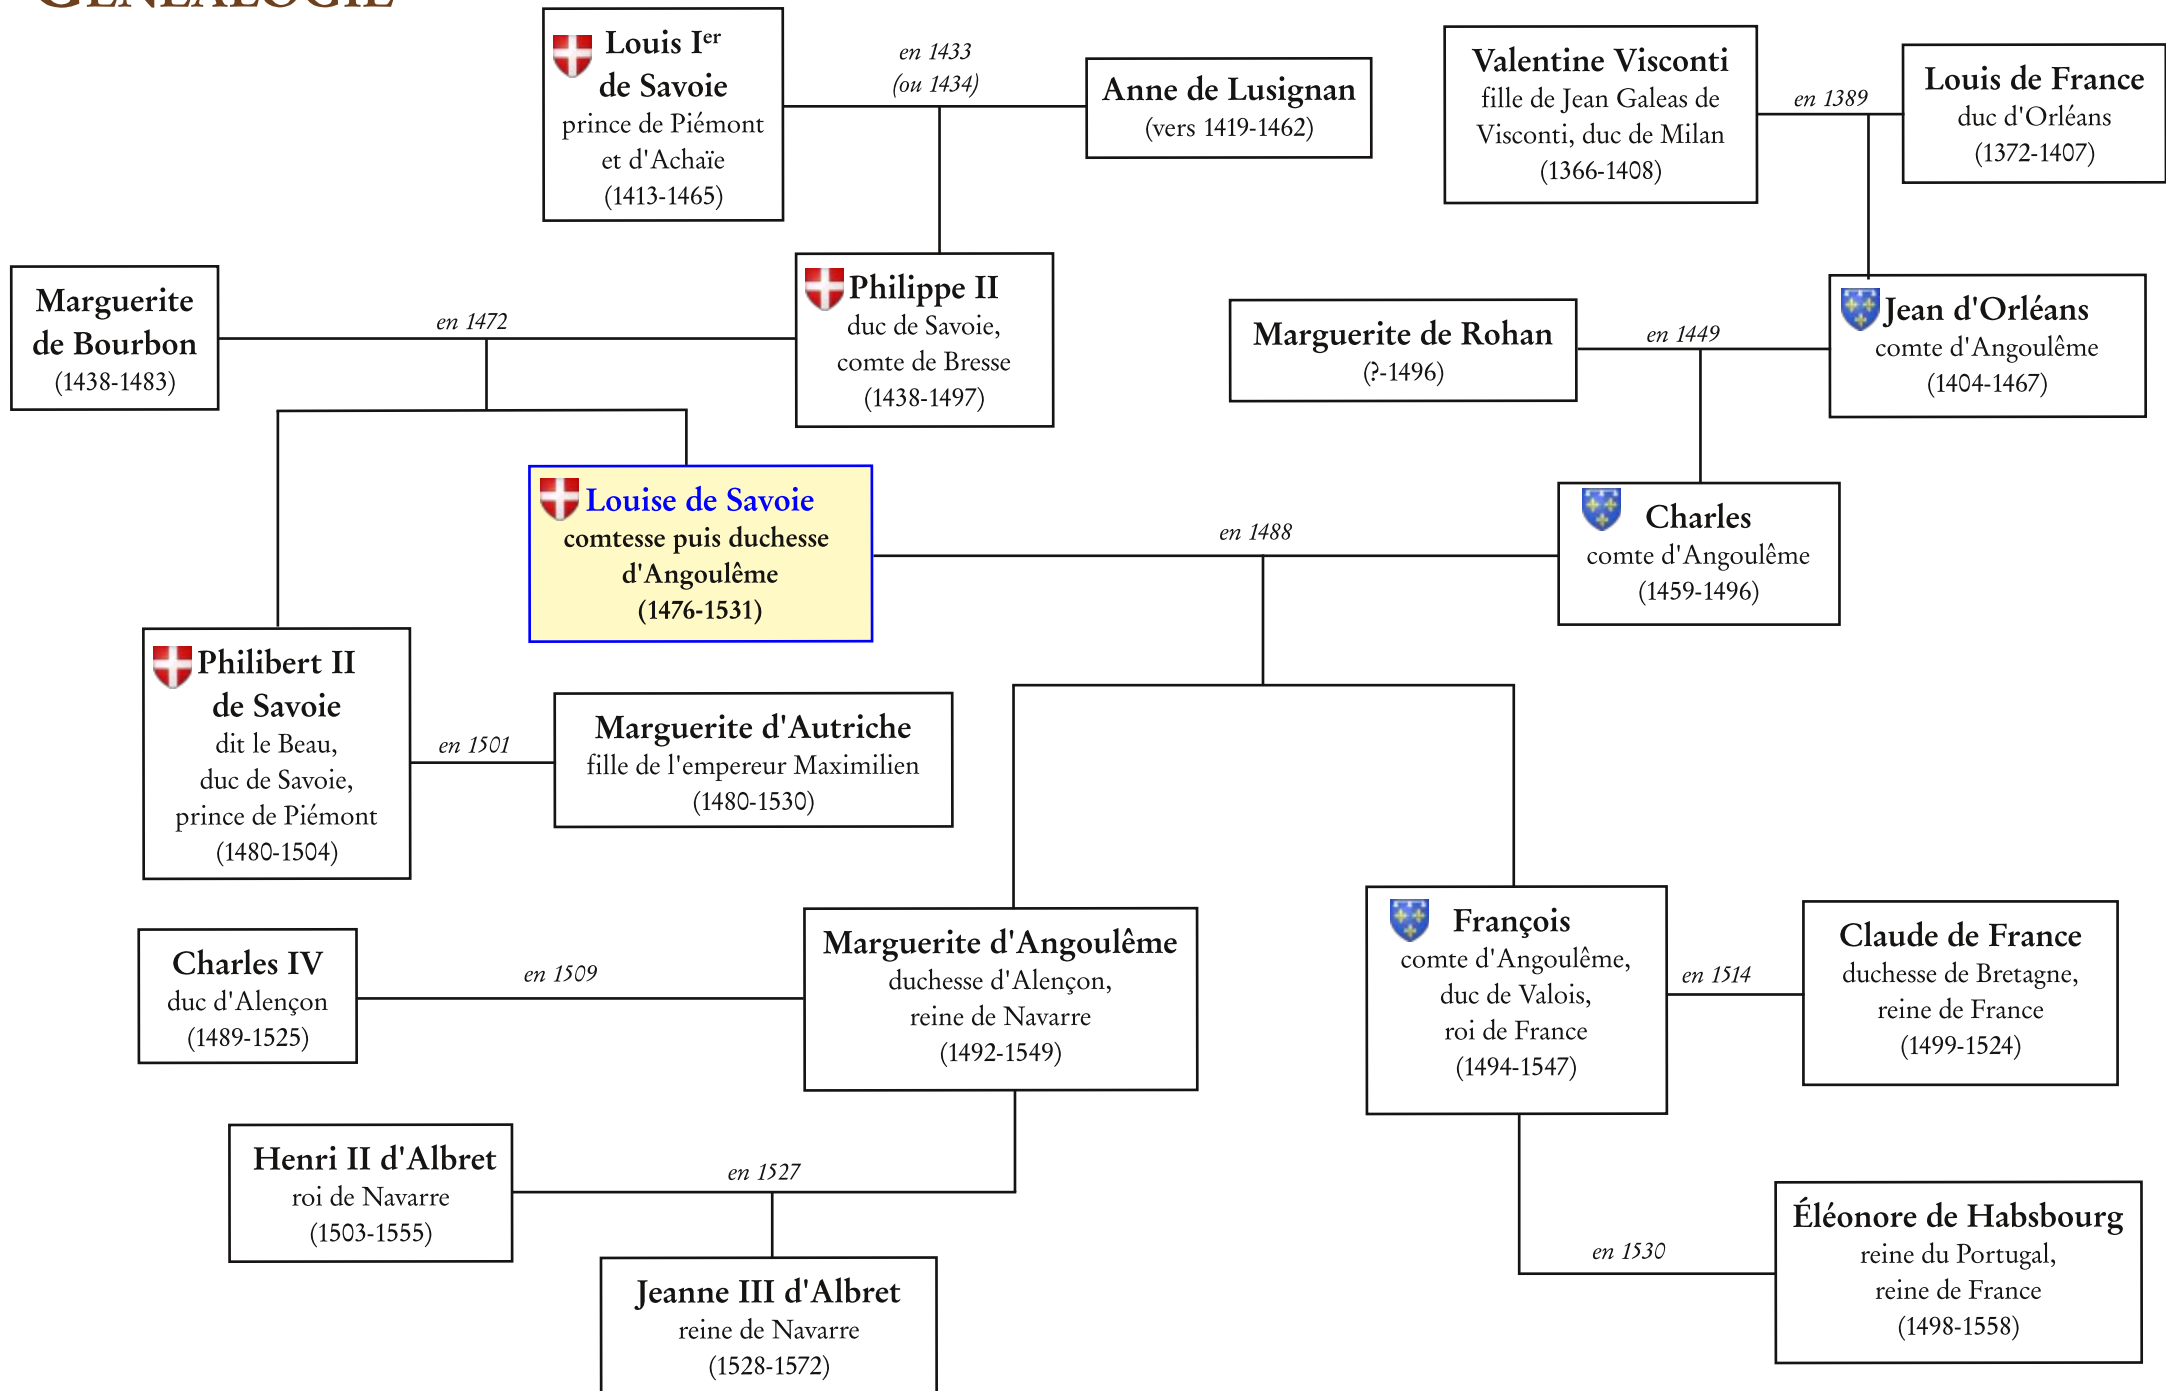 GÉNÉALOGIE
Louis Iᵉʳ
de Savoie
prince de Piémont
et d'Achaïe
(1413-1465)
en 1433
(ou 1434)
Anne de Lusignan
(vers 1419-1462)
Valentine Visconti
fille de Jean Galeas de
Visconti, duc de Milan
(1366-1408)
en 1389
Louis de France
duc d'Orléans
(1372-1407)
Marguerite
de Bourbon
(1438-1483)
en 1472
Philippe II
duc de Savoie,
comte de Bresse
(1438-1497)
Marguerite de Rohan
(?-1496)
en 1449
Jean d'Orléans
comte d'Angoulême
(1404-1467)
Louise de Savoie
comtesse puis duchesse
d'Angoulême
(1476-1531)
en 1488
Charles
comte d'Angoulême
(1459-1496)
Philibert II
de Savoie
dit le Beau,
duc de Savoie,
prince de Piémont
(1480-1504)
en 1501
Marguerite d'Autriche
fille de l'empereur Maximilien
(1480-1530)
Charles IV
duc d'Alençon
(1489-1525)
en 1509
Marguerite d'Angoulême
duchesse d'Alençon,
reine de Navarre
(1492-1549)
François
comte d'Angoulême,
duc de Valois,
roi de France
(1494-1547)
en 1514
Claude de France
duchesse de Bretagne,
reine de France
(1499-1524)
Henri II d'Albret
roi de Navarre
(1503-1555)
en 1527
Jeanne III d'Albret
reine de Navarre
(1528-1572)
en 1530
Éléonore de Habsbourg
reine du Portugal,
reine de France
(1498-1558)